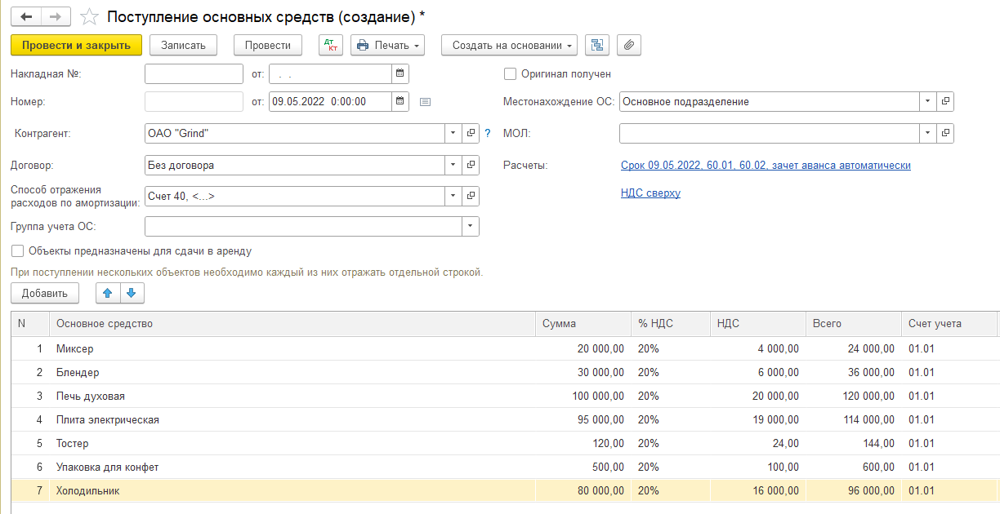 Поступление основных средств (создание) *
Провести и закрыть Записать Провести Дт Кт Печать Создать на основании
Накладная №: от: . . Оригинал получен
Номер: от: 09.05.2022 0:00:00 Местонахождение ОС: Основное подразделение
Контрагент: ОАО "Grind" ? МОЛ:
Договор: Без договора Расчеты: Срок 09.05.2022, 60.01, 60.02, зачет аванса автоматически
Способ отражения
расходов по амортизации: Счет 40, <...> НДС сверху
Группа учета ОС:
Объекты предназначены для сдачи в аренду
При поступлении нескольких объектов необходимо каждый из них отражать отдельной строкой.
Добавить
N Основное средство Сумма % НДС НДС Всего Счет учета
1 Миксер 20 000,00 20% 4 000,00 24 000,00 01.01
2 Блендер 30 000,00 20% 6 000,00 36 000,00 01.01
3 Печь духовая 100 000,00 20% 20 000,00 120 000,00 01.01
4 Плита электрическая 95 000,00 20% 19 000,00 114 000,00 01.01
5 Тостер 120,00 20% 24,00 144,00 01.01
6 Упаковка для конфет 500,00 20% 100,00 600,00 01.01
7 Холодильник 80 000,00 20% 16 000,00 96 000,00 01.01